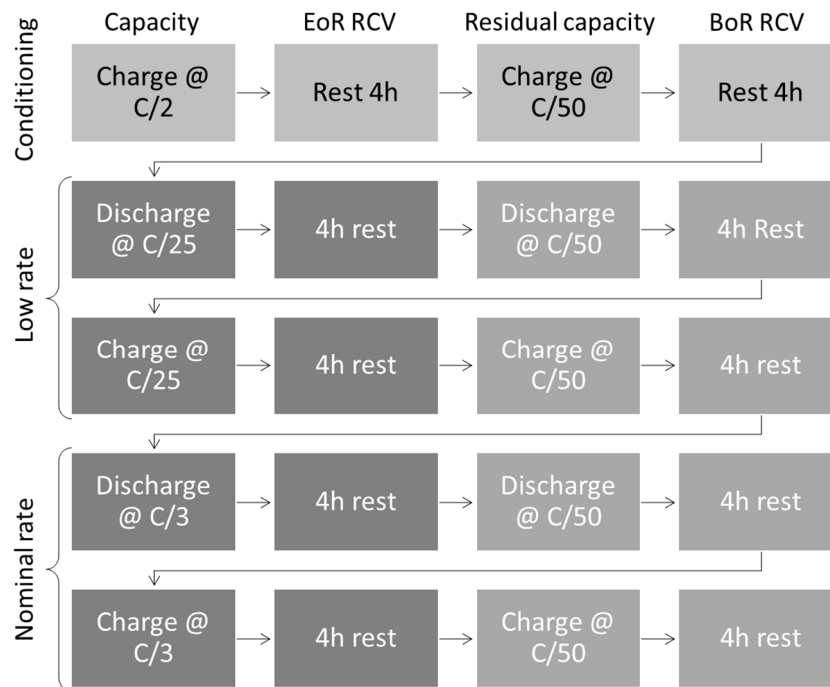 Capacity EoR RCV Residual capacity BoR RCV
Conditioning
Charge @
C/2
Rest 4h
Charge @
C/50
Rest 4h
Low rate
Discharge
@ C/25
4h rest
Discharge
@ C/50
4h Rest
Charge @
C/25
4h rest
Charge @
C/50
4h rest
Nominal rate
Discharge
@ C/3
4h rest
Discharge
@ C/50
4h rest
Charge @
C/3
4h rest
Charge @
C/50
4h rest